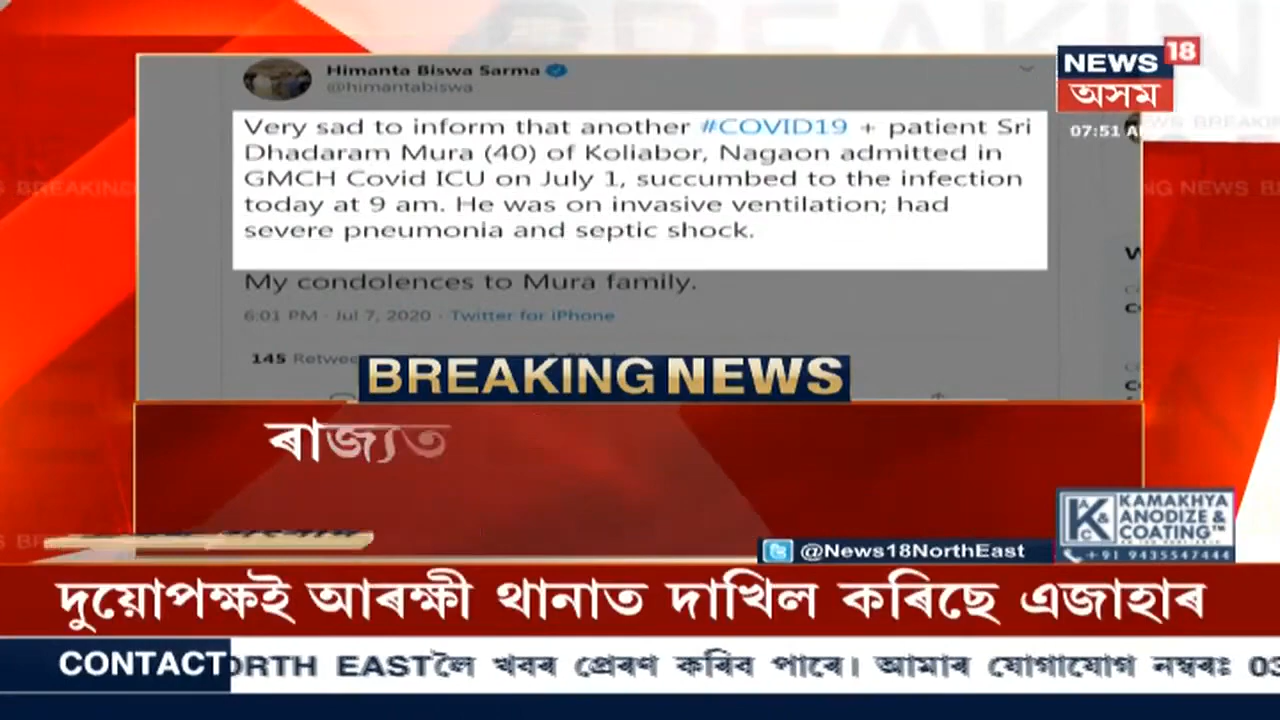 Himanta Biswa Sarma
@himantabiswa
NEWS 18
অসম
07:51
Very sad to inform that another #COVID19 + patient Sri
Dhadaram Mura (40) of Koliabor, Nagaon admitted in
GMCH Covid ICU on July 1, succumbed to the infection
today at 9 am. He was on invasive ventilation; had
severe pneumonia and septic shock.
My condolences to Mura family.
6:01 PM · Jul 7, 2020 · Twitter for iPhone
145
BREAKING NEWS
ৰাজ্যত
KAMAKHYA
ANODIZE &
COATING™
+91 9435547444
@News18NorthEast
দুয়োপক্ষই আৰক্ষী থানাত দাখিল কৰিছে এজাহাৰ
CONTACT ORTH EASTলৈ খবৰ প্ৰেৰণ কৰিব পাৰে। আমাৰ যোগাযোগ নম্বৰঃ 03